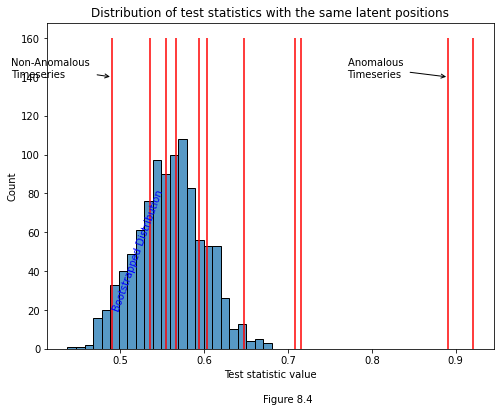 Distribution of test statistics with the same latent positions
160
140
120
100
80
60
40
20
0
Count
Non-Anomalous
Timeseries
Anomalous
Timeseries
Bootstrapped Distribution
0.5 0.6 0.7 0.8 0.9
Test statistic value
Figure 8.4